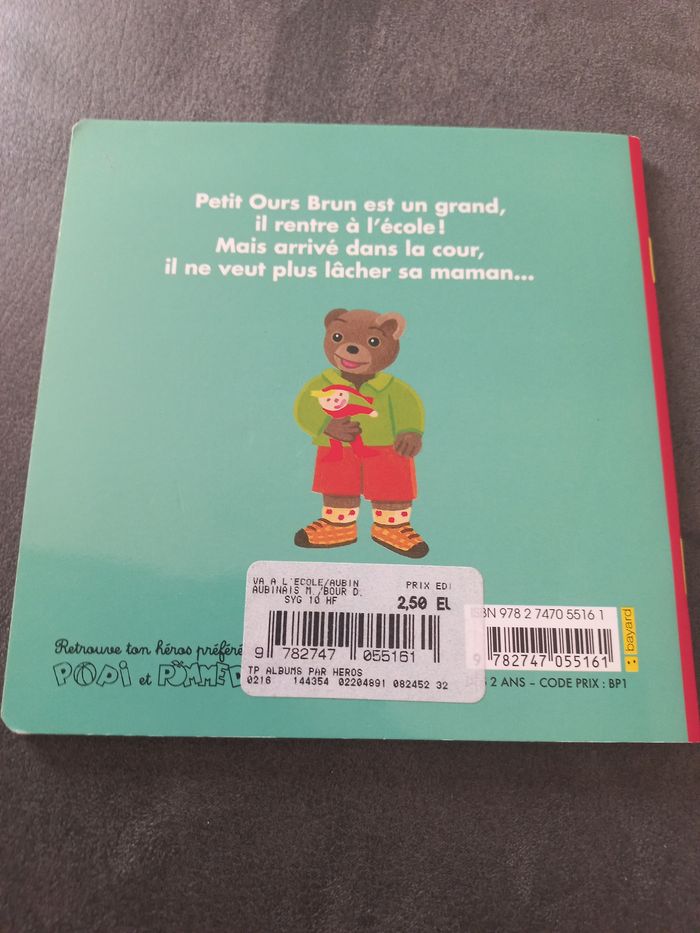 Petit Ours Brun est un grand,
il rentre à l'école !
Mais arrivé dans la cour,
il ne veut plus lâcher sa maman...
VA A L'ECOLE/AUBIN PRIX EDI
AUBINAIS M./BOUR D.
SYG 10 HF 2,50 EU
9 782747 055161
TP ALBUMS PAR HEROS
0216 144354 02204891 082452 32
ISBN 978 2 7470 5516 1
9 782747 055161
bayard
2 ANS – CODE PRIX : BP1
Retrouve ton héros préféré
POPI et POMME D